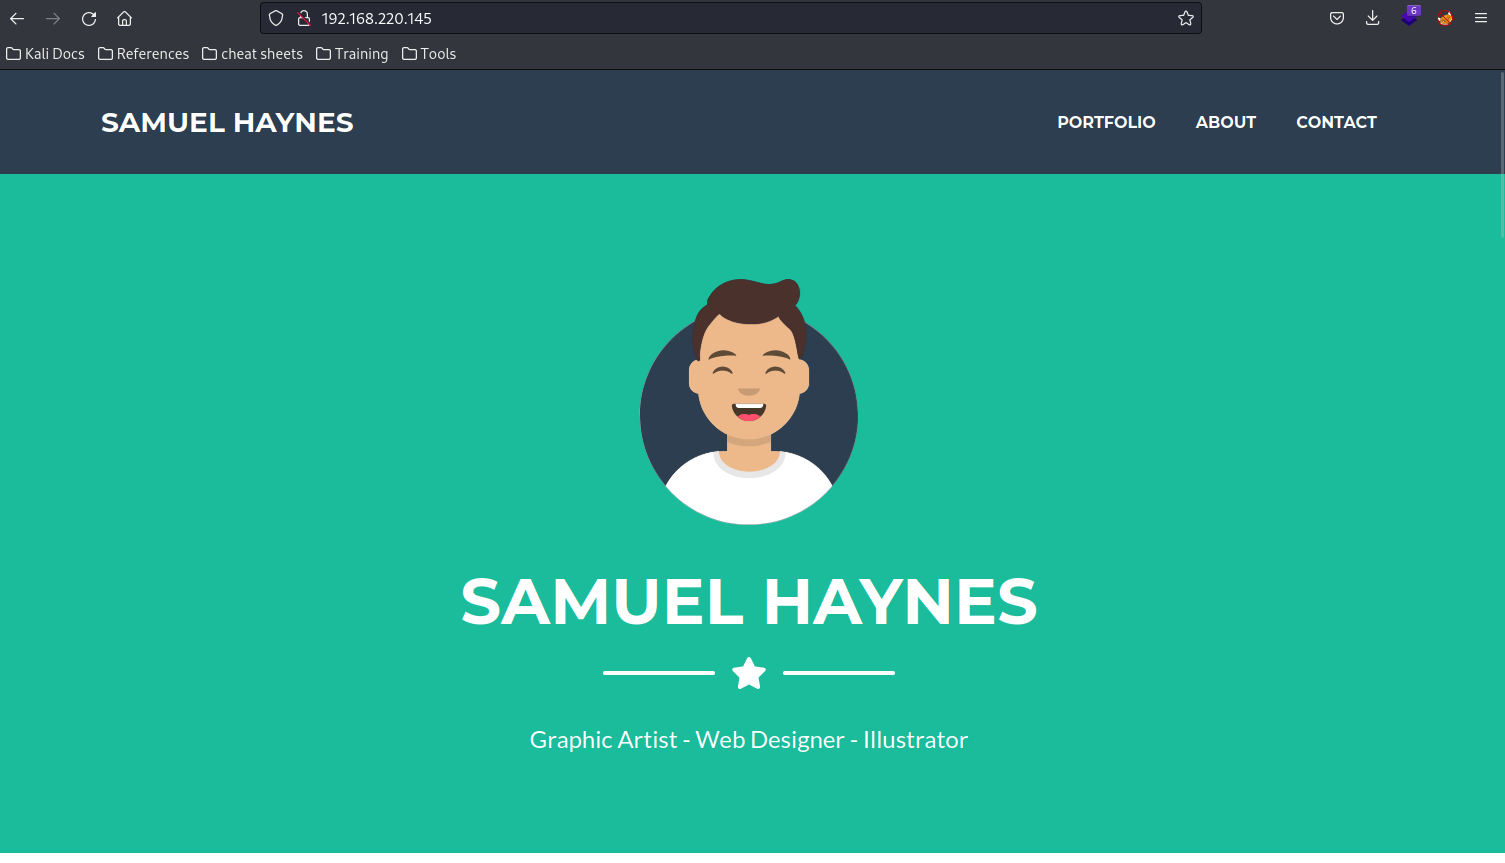 192.168.220.145
6
Kali Docs References cheat sheets Training Tools
SAMUEL HAYNES PORTFOLIO ABOUT CONTACT
SAMUEL HAYNES
Graphic Artist - Web Designer - Illustrator